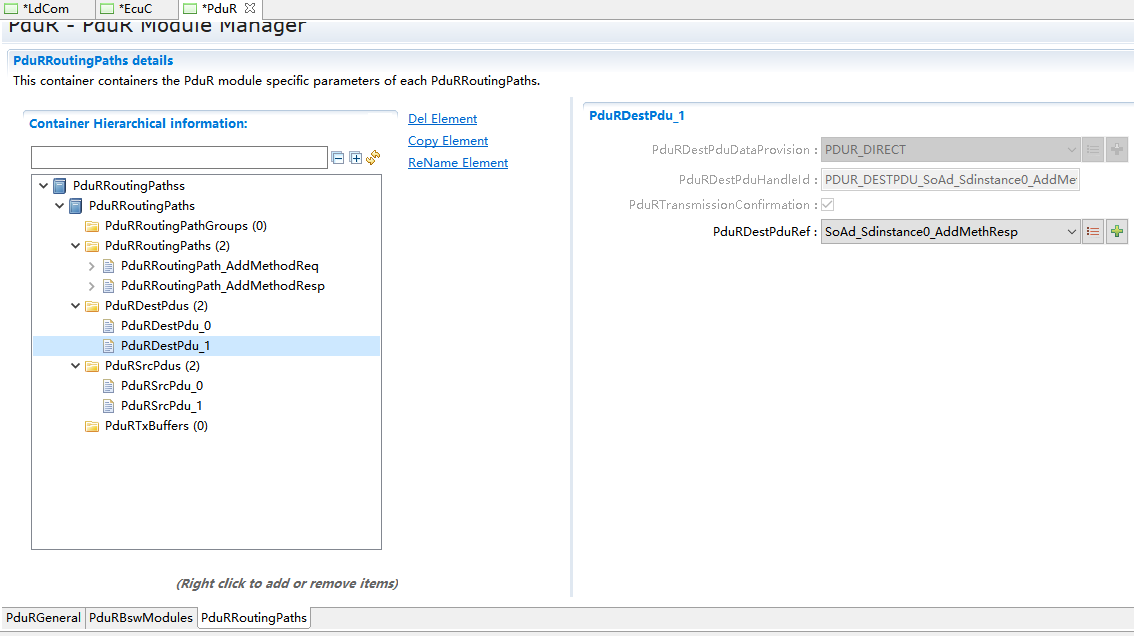 *LdCom *EcuC *PduR
PduR - PduR Module Manager
PduRRoutingPaths details
This container containers the PduR module specific parameters of each PduRRoutingPaths.
Container Hierarchical information:
Del Element
Copy Element
ReName Element
PduRRoutingPathss
PduRRoutingPaths
PduRRoutingPathGroups (0)
PduRRoutingPaths (2)
PduRRoutingPath_AddMethodReq
PduRRoutingPath_AddMethodResp
PduRDestPdus (2)
PduRDestPdu_0
PduRDestPdu_1
PduRSrcPdus (2)
PduRSrcPdu_0
PduRSrcPdu_1
PduRTxBuffers (0)
(Right click to add or remove items)
PduRDestPdu_1
PduRDestPduDataProvision : PDUR_DIRECT
PduRDestPduHandleId : PDUR_DESTPDU_SoAd_Sdinstance0_AddMe
PduRTransmissionConfirmation :
PduRDestPduRef : SoAd_Sdinstance0_AddMethResp
PduRGeneral PduRBswModules PduRRoutingPaths